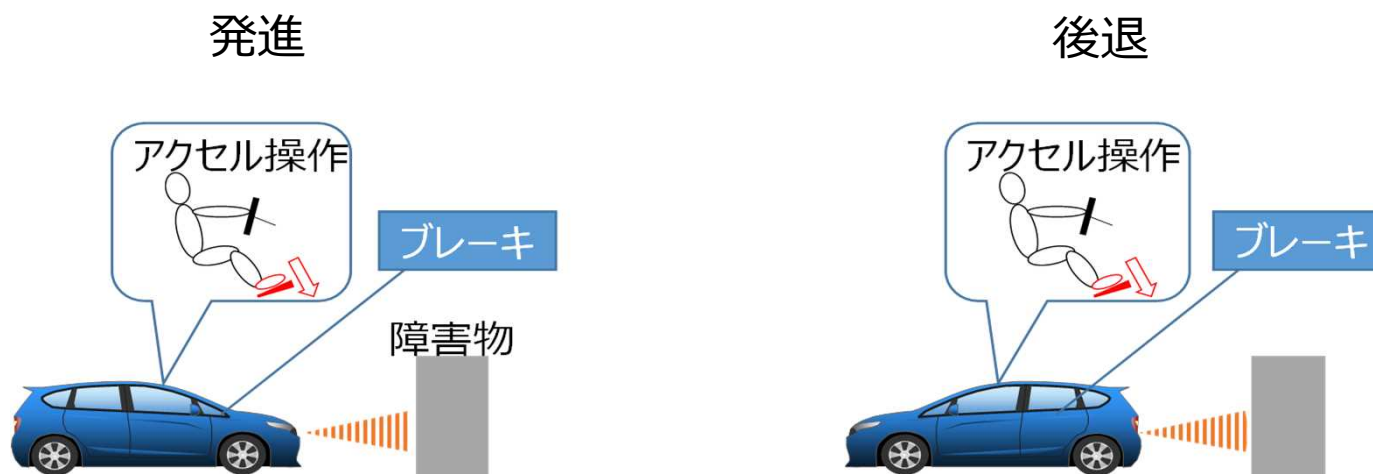 発進
後退
アクセル操作
ブレーキ
障害物
アクセル操作
ブレーキ